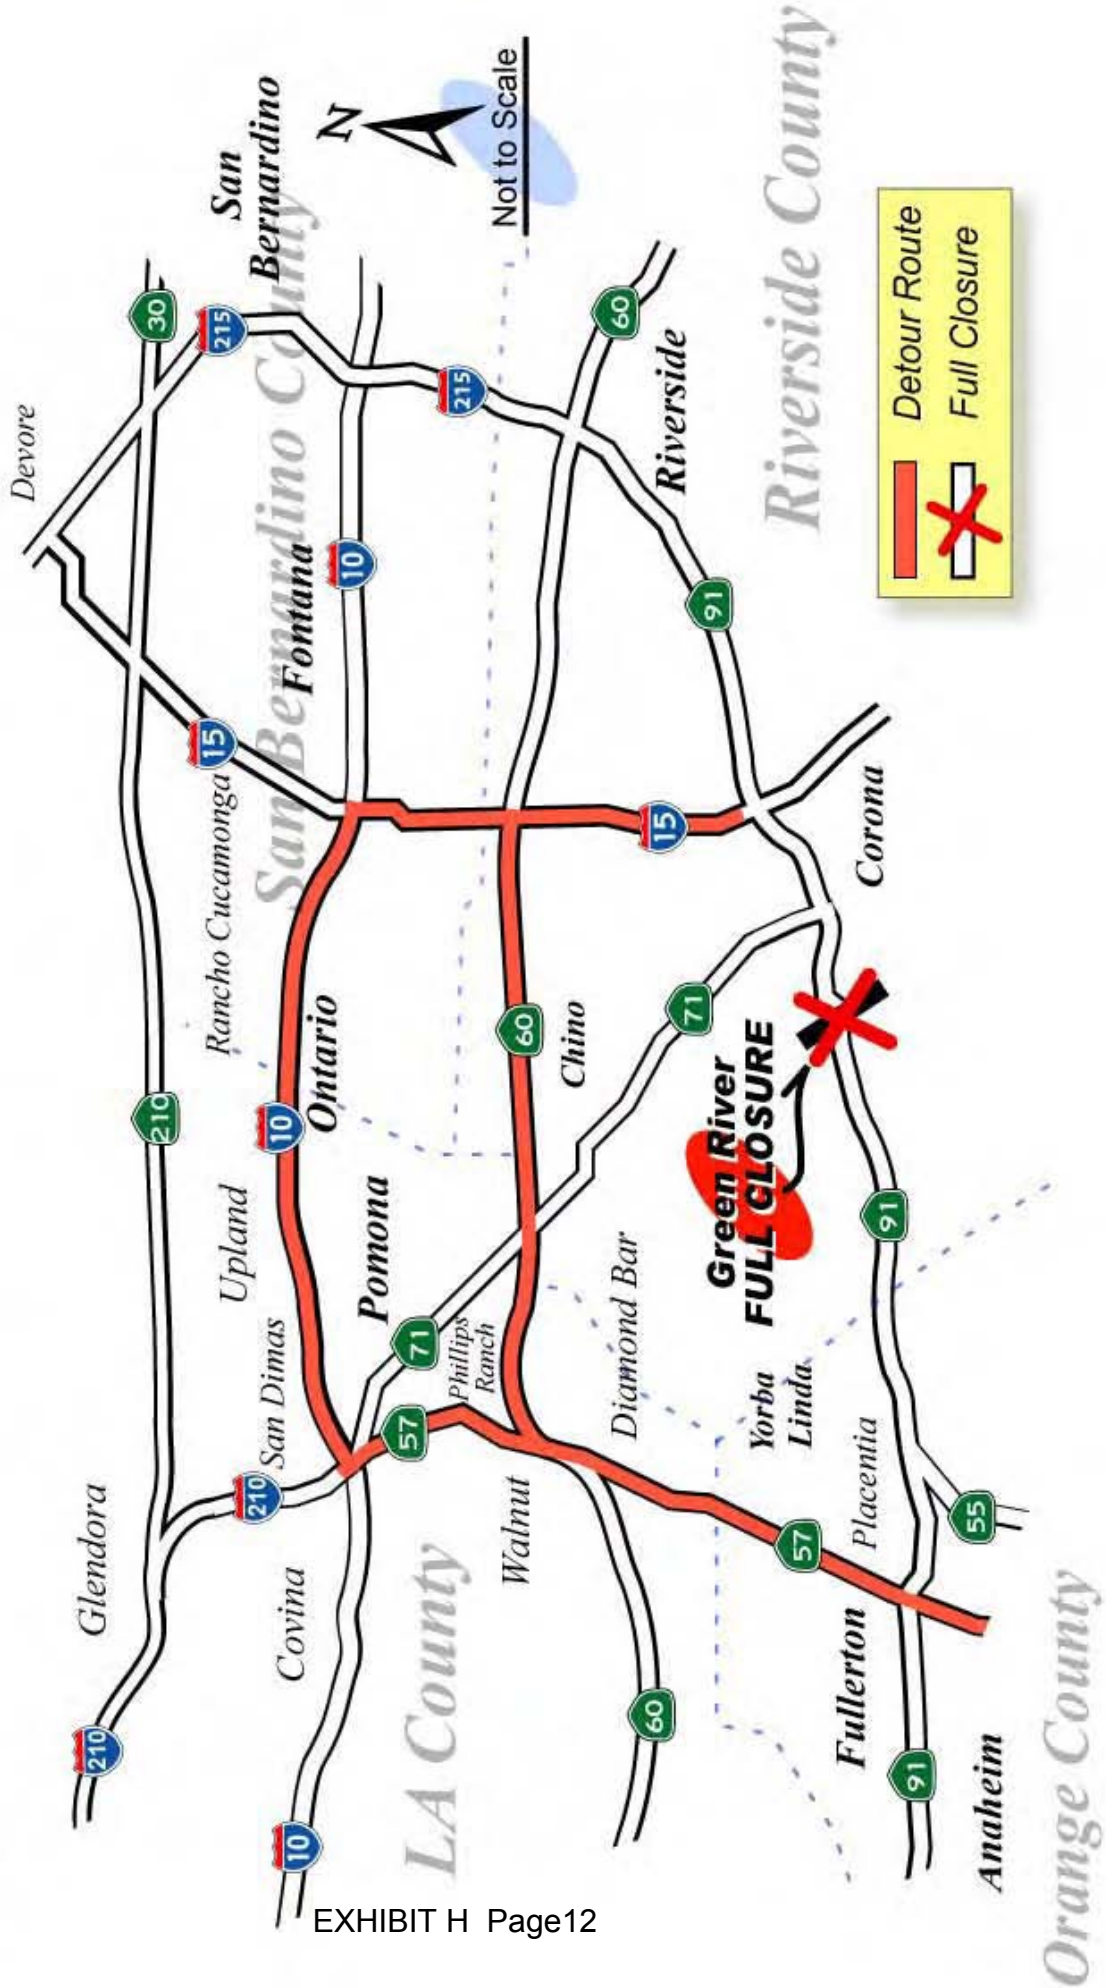 Glendora
210
210
210
San Dimas
Covina
10
LA County
Walnut
57
Phillips
Ranch
71
Pomona
Upland
10
Ontario
Rancho Cucamonga
15
San Bernardino County
Fontana
10
Devore
30
215
San
Bernardino
215
N
Not to Scale
60
Riverside
Riverside County
91
15
Corona
60
Chino
71
Green River
FULL CLOSURE
Diamond Bar
Yorba
Linda
Placentia
57
60
Fullerton
91
91
55
Anaheim
Orange County
Detour Route
Full Closure
EXHIBIT H Page12